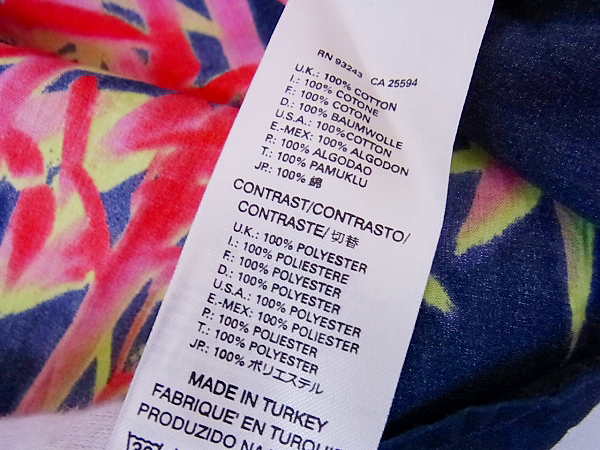 RN 93243 CA 25594
U.K.: 100% COTTON
I.: 100% COTONE
F.: 100% COTON
D.: 100% BAUMWOLLE
U.S.A.: 100%COTTON
E.-MEX: 100% ALGODON
P.: 100% ALGODAO
T.: 100% PAMUKLU
JP.: 100% 綿
CONTRAST/CONTRASTO/
CONTRASTE/切替
U.K.: 100% POLYESTER
I.: 100% POLIESTERE
F.: 100% POLYESTER
D.: 100% POLYESTER
U.S.A.: 100% POLYESTER
E.-MEX: 100% POLIESTER
P.: 100% POLIESTER
T.: 100% POLYESTER
JP.: 100% ポリエステル
MADE IN TURKEY
FABRIQUE' EN TURQUIE
PRODUZIDO NA